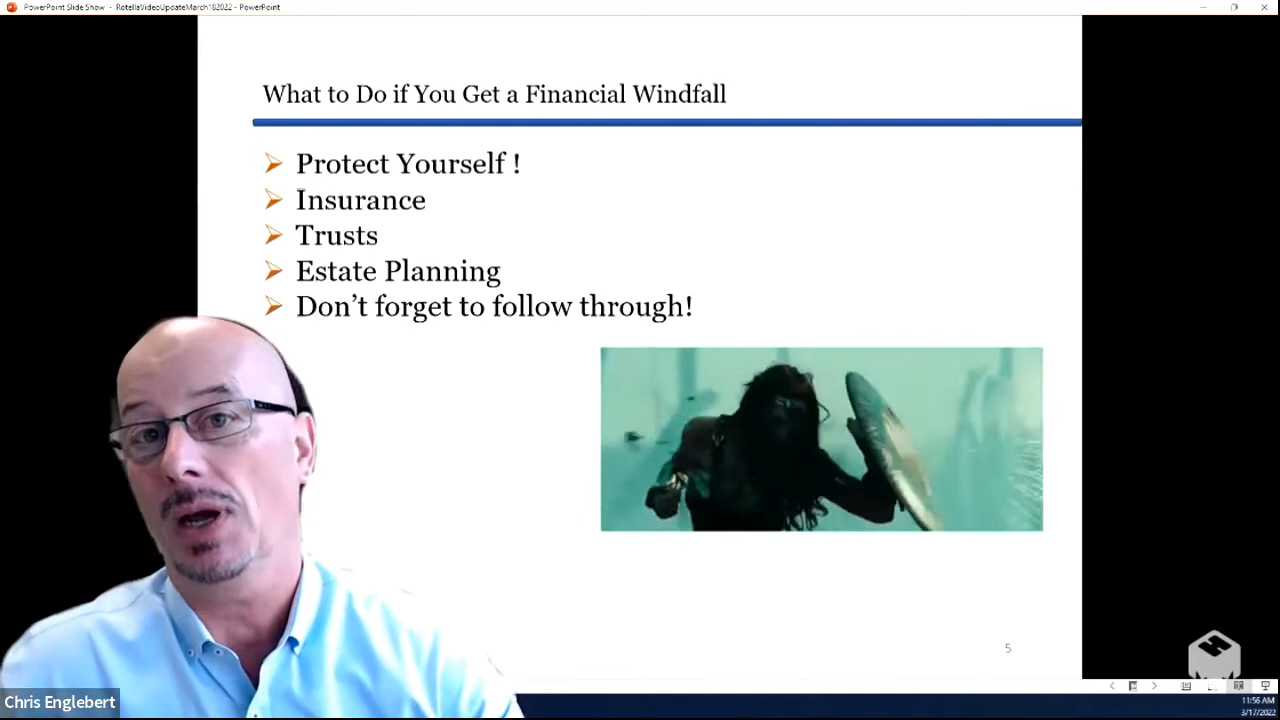 PowerPoint Slide Show - RotellaVideoUpdateMarch182022 - PowerPoint
What to Do if You Get a Financial Windfall
Protect Yourself !
Insurance
Trusts
Estate Planning
Don't forget to follow through!
5
Chris Englebert
11:56 AM
3/17/2022